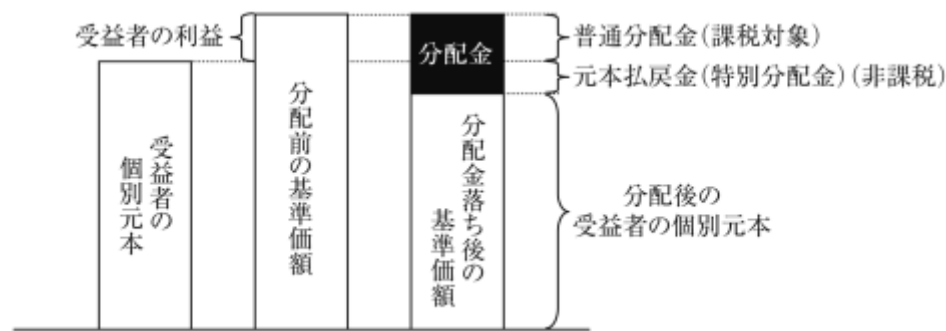 受益者の利益
分配金
普通分配金(課税対象)
元本払戻金(特別分配金)(非課税)
受益者の
個別元本
分配前の基準価額
分配金落ち後の
基準価額
分配後の
受益者の個別元本